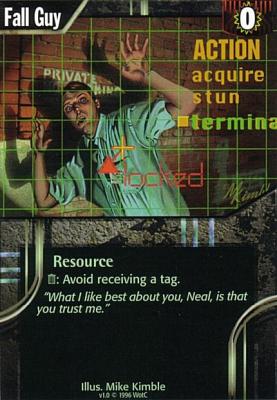 Fall Guy
0
ACTION
acquire
stun
termina
PRIVATE
locked
Resource
: Avoid receiving a tag.
"What I like best about you, Neal, is that
you trust me."
Illus. Mike Kimble
v1.0 © 1996 WotC